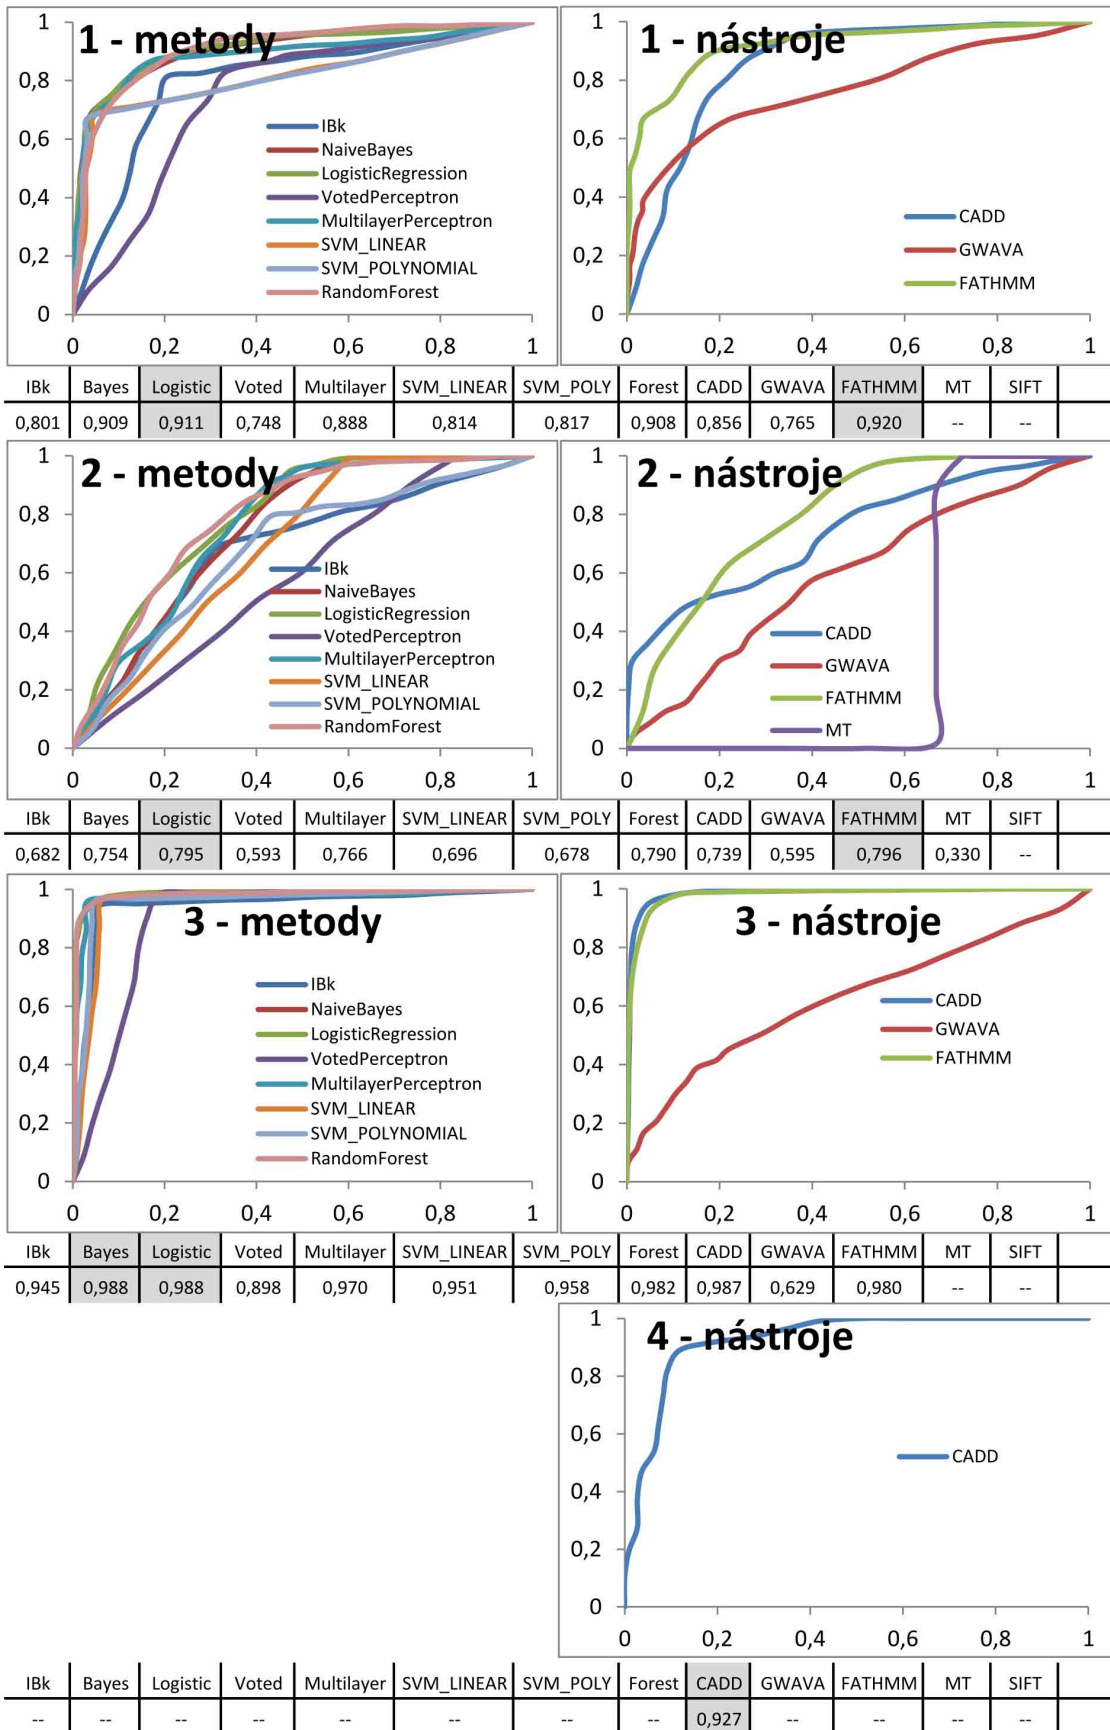 1 - metody
1
0,8
0,6
0,4
0,2
0
0 0,2 0,4 0,6 0,8 1
IBk
NaiveBayes
LogisticRegression
VotedPerceptron
MultilayerPerceptron
SVM_LINEAR
SVM_POLYNOMIAL
RandomForest
1 - nástroje
1
0,8
0,6
0,4
0,2
0
0 0,2 0,4 0,6 0,8 1
CADD
GWAVA
FATHMM
IBk Bayes Logistic Voted Multilayer SVM_LINEAR SVM_POLY Forest CADD GWAVA FATHMM MT SIFT
0,801 0,909 0,911 0,748 0,888 0,814 0,817 0,908 0,856 0,765 0,920 -- --
2 - metody
1
0,8
0,6
0,4
0,2
0
0 0,2 0,4 0,6 0,8 1
IBk
NaiveBayes
LogisticRegression
VotedPerceptron
MultilayerPerceptron
SVM_LINEAR
SVM_POLYNOMIAL
RandomForest
2 - nástroje
1
0,8
0,6
0,4
0,2
0
0 0,2 0,4 0,6 0,8 1
CADD
GWAVA
FATHMM
MT
IBk Bayes Logistic Voted Multilayer SVM_LINEAR SVM_POLY Forest CADD GWAVA FATHMM MT SIFT
0,682 0,754 0,795 0,593 0,766 0,696 0,678 0,790 0,739 0,595 0,796 0,330 --
3 - metody
1
0,8
0,6
0,4
0,2
0
0 0,2 0,4 0,6 0,8 1
IBk
NaiveBayes
LogisticRegression
VotedPerceptron
MultilayerPerceptron
SVM_LINEAR
SVM_POLYNOMIAL
RandomForest
3 - nástroje
1
0,8
0,6
0,4
0,2
0
0 0,2 0,4 0,6 0,8 1
CADD
GWAVA
FATHMM
IBk Bayes Logistic Voted Multilayer SVM_LINEAR SVM_POLY Forest CADD GWAVA FATHMM MT SIFT
0,945 0,988 0,988 0,898 0,970 0,951 0,958 0,982 0,987 0,629 0,980 -- --
4 - nástroje
1
0,8
0,6
0,4
0,2
0
0 0,2 0,4 0,6 0,8 1
CADD
IBk Bayes Logistic Voted Multilayer SVM_LINEAR SVM_POLY Forest CADD GWAVA FATHMM MT SIFT
-- -- -- -- -- -- -- -- 0,927 -- -- -- --